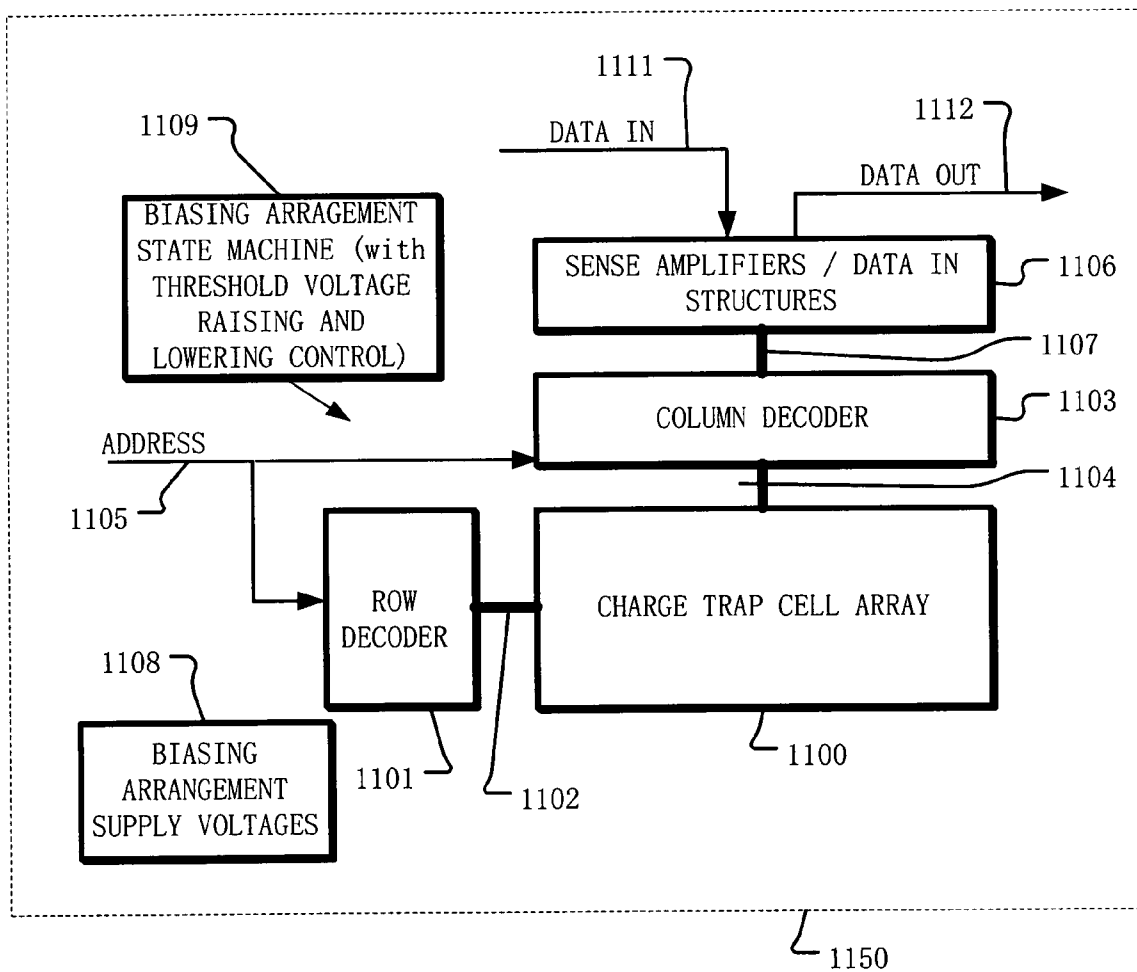 1111
1112
1109
DATA IN
DATA OUT
BIASING ARRAGEMENT
STATE MACHINE (with
THRESHOLD VOLTAGE
RAISING AND
LOWERING CONTROL)
SENSE AMPLIFIERS / DATA IN
STRUCTURES
1106
1107
COLUMN DECODER
1103
ADDRESS
1104
1105
ROW
DECODER
CHARGE TRAP CELL ARRAY
1108
BIASING
ARRANGEMENT
SUPPLY VOLTAGES
1101
1102
1100
1150